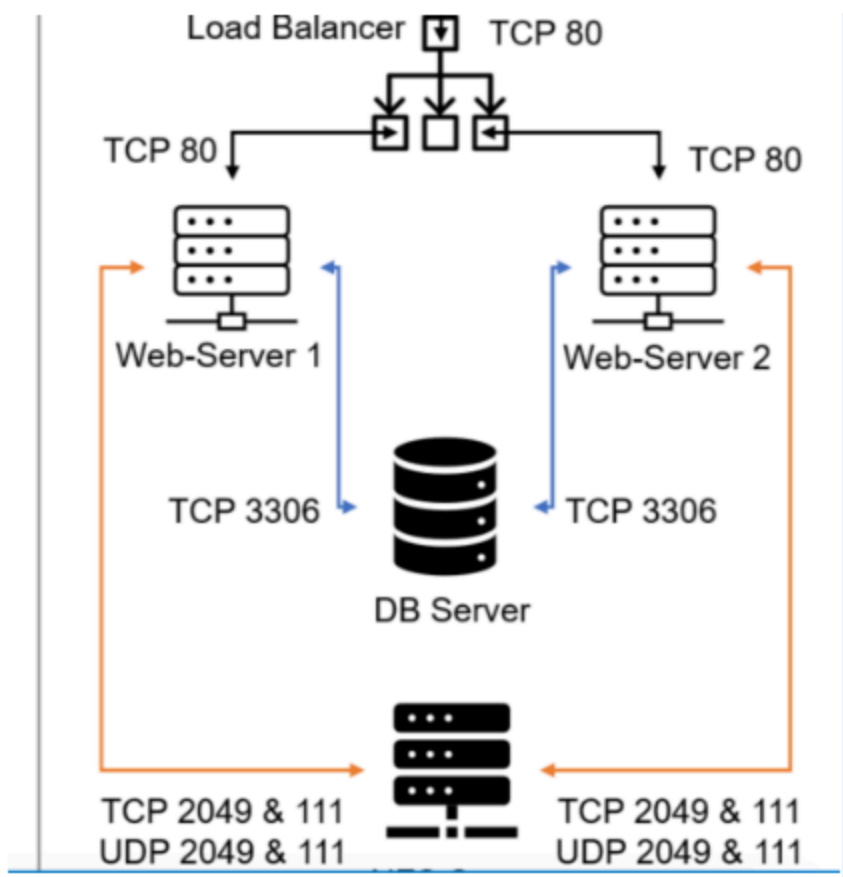 Load Balancer TCP 80
TCP 80
TCP 80
Web-Server 1
Web-Server 2
TCP 3306
TCP 3306
DB Server
TCP 2049 & 111
UDP 2049 & 111
TCP 2049 & 111
UDP 2049 & 111